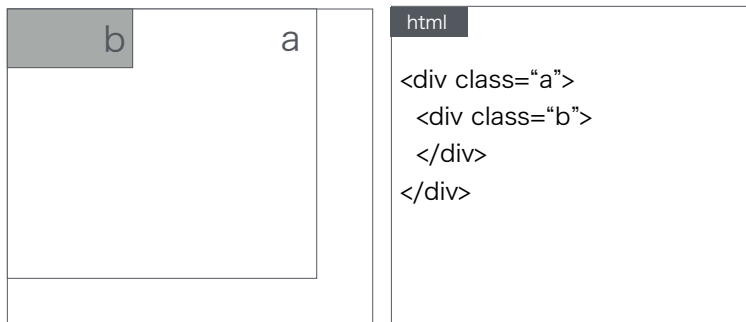 b a
html
<div class=“a”>
<div class=“b”>
</div>
</div>